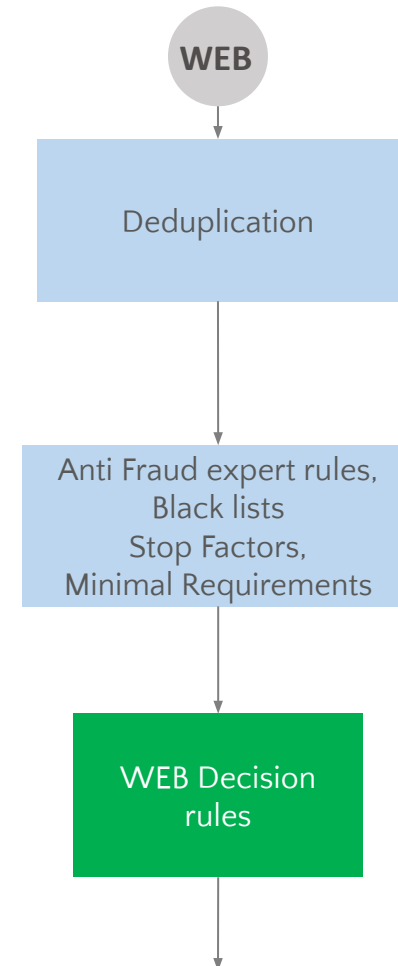 WEB
Deduplication
Anti Fraud expert rules,
Black lists
Stop Factors,
Minimal Requirements
WEB Decision
rules